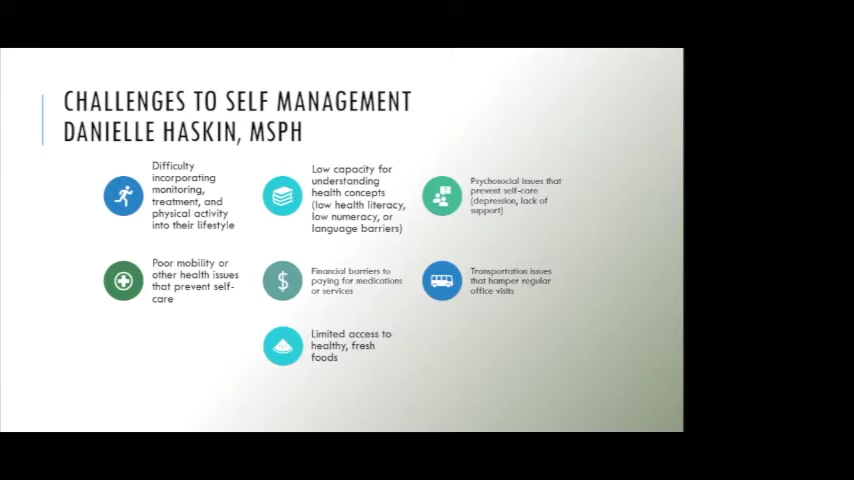 CHALLENGES TO SELF MANAGEMENT
DANIELLE HASKIN, MSPH
Difficulty
incorporating
monitoring,
treatment, and
physical activity
into their lifestyle
Low capacity for
understanding
health concepts
(low health literacy,
low numeracy, or
language barriers)
Psychosocial issues that
prevent self-care
(depression, lack of
support)
Poor mobility or
other health issues
that prevent self-
care
$
Financial barriers to
paying for medications
or services
Transportation issues
that hamper regular
office visits
Limited access to
healthy, fresh
foods